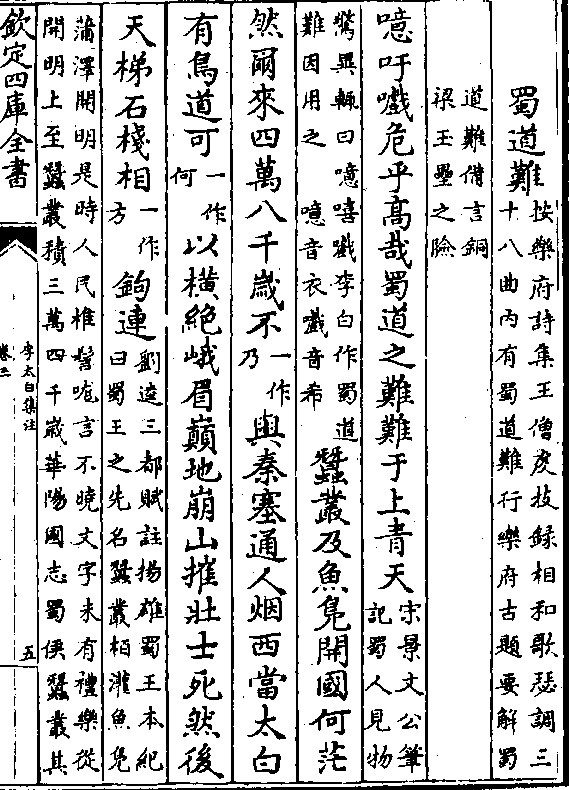 蜀道難按樂府詩集王僧䖍技録相和歌瑟調三
十八曲内有蜀道難行樂府古題要解蜀
道難備言銅
梁玉壘之險
噫吁嚱危乎髙哉蜀道之難難于上青天宋景文公筆
記蜀人見物
驚異輒曰噫嘻嚱李白作蜀道
難因用之 噫音衣嚱音希
蠶叢及魚鳬開國何茫
然爾來四萬八千歲不一作乃與秦塞通人烟西當太白
有鳥道可一作何以横絶峨眉巔地崩山摧壯士死然後
天梯石棧相一作方鈎連劉逵三都賦註揚雄蜀王本紀
曰蜀王之先名蠶叢栢灌魚鳬
蒲澤開明是時人民椎髻咙言不曉文字未有禮樂從
開明上至蠶叢積三萬四千歲華陽國志蜀侯蠶叢其
欽定四庫全書
李太白集注
卷三
五